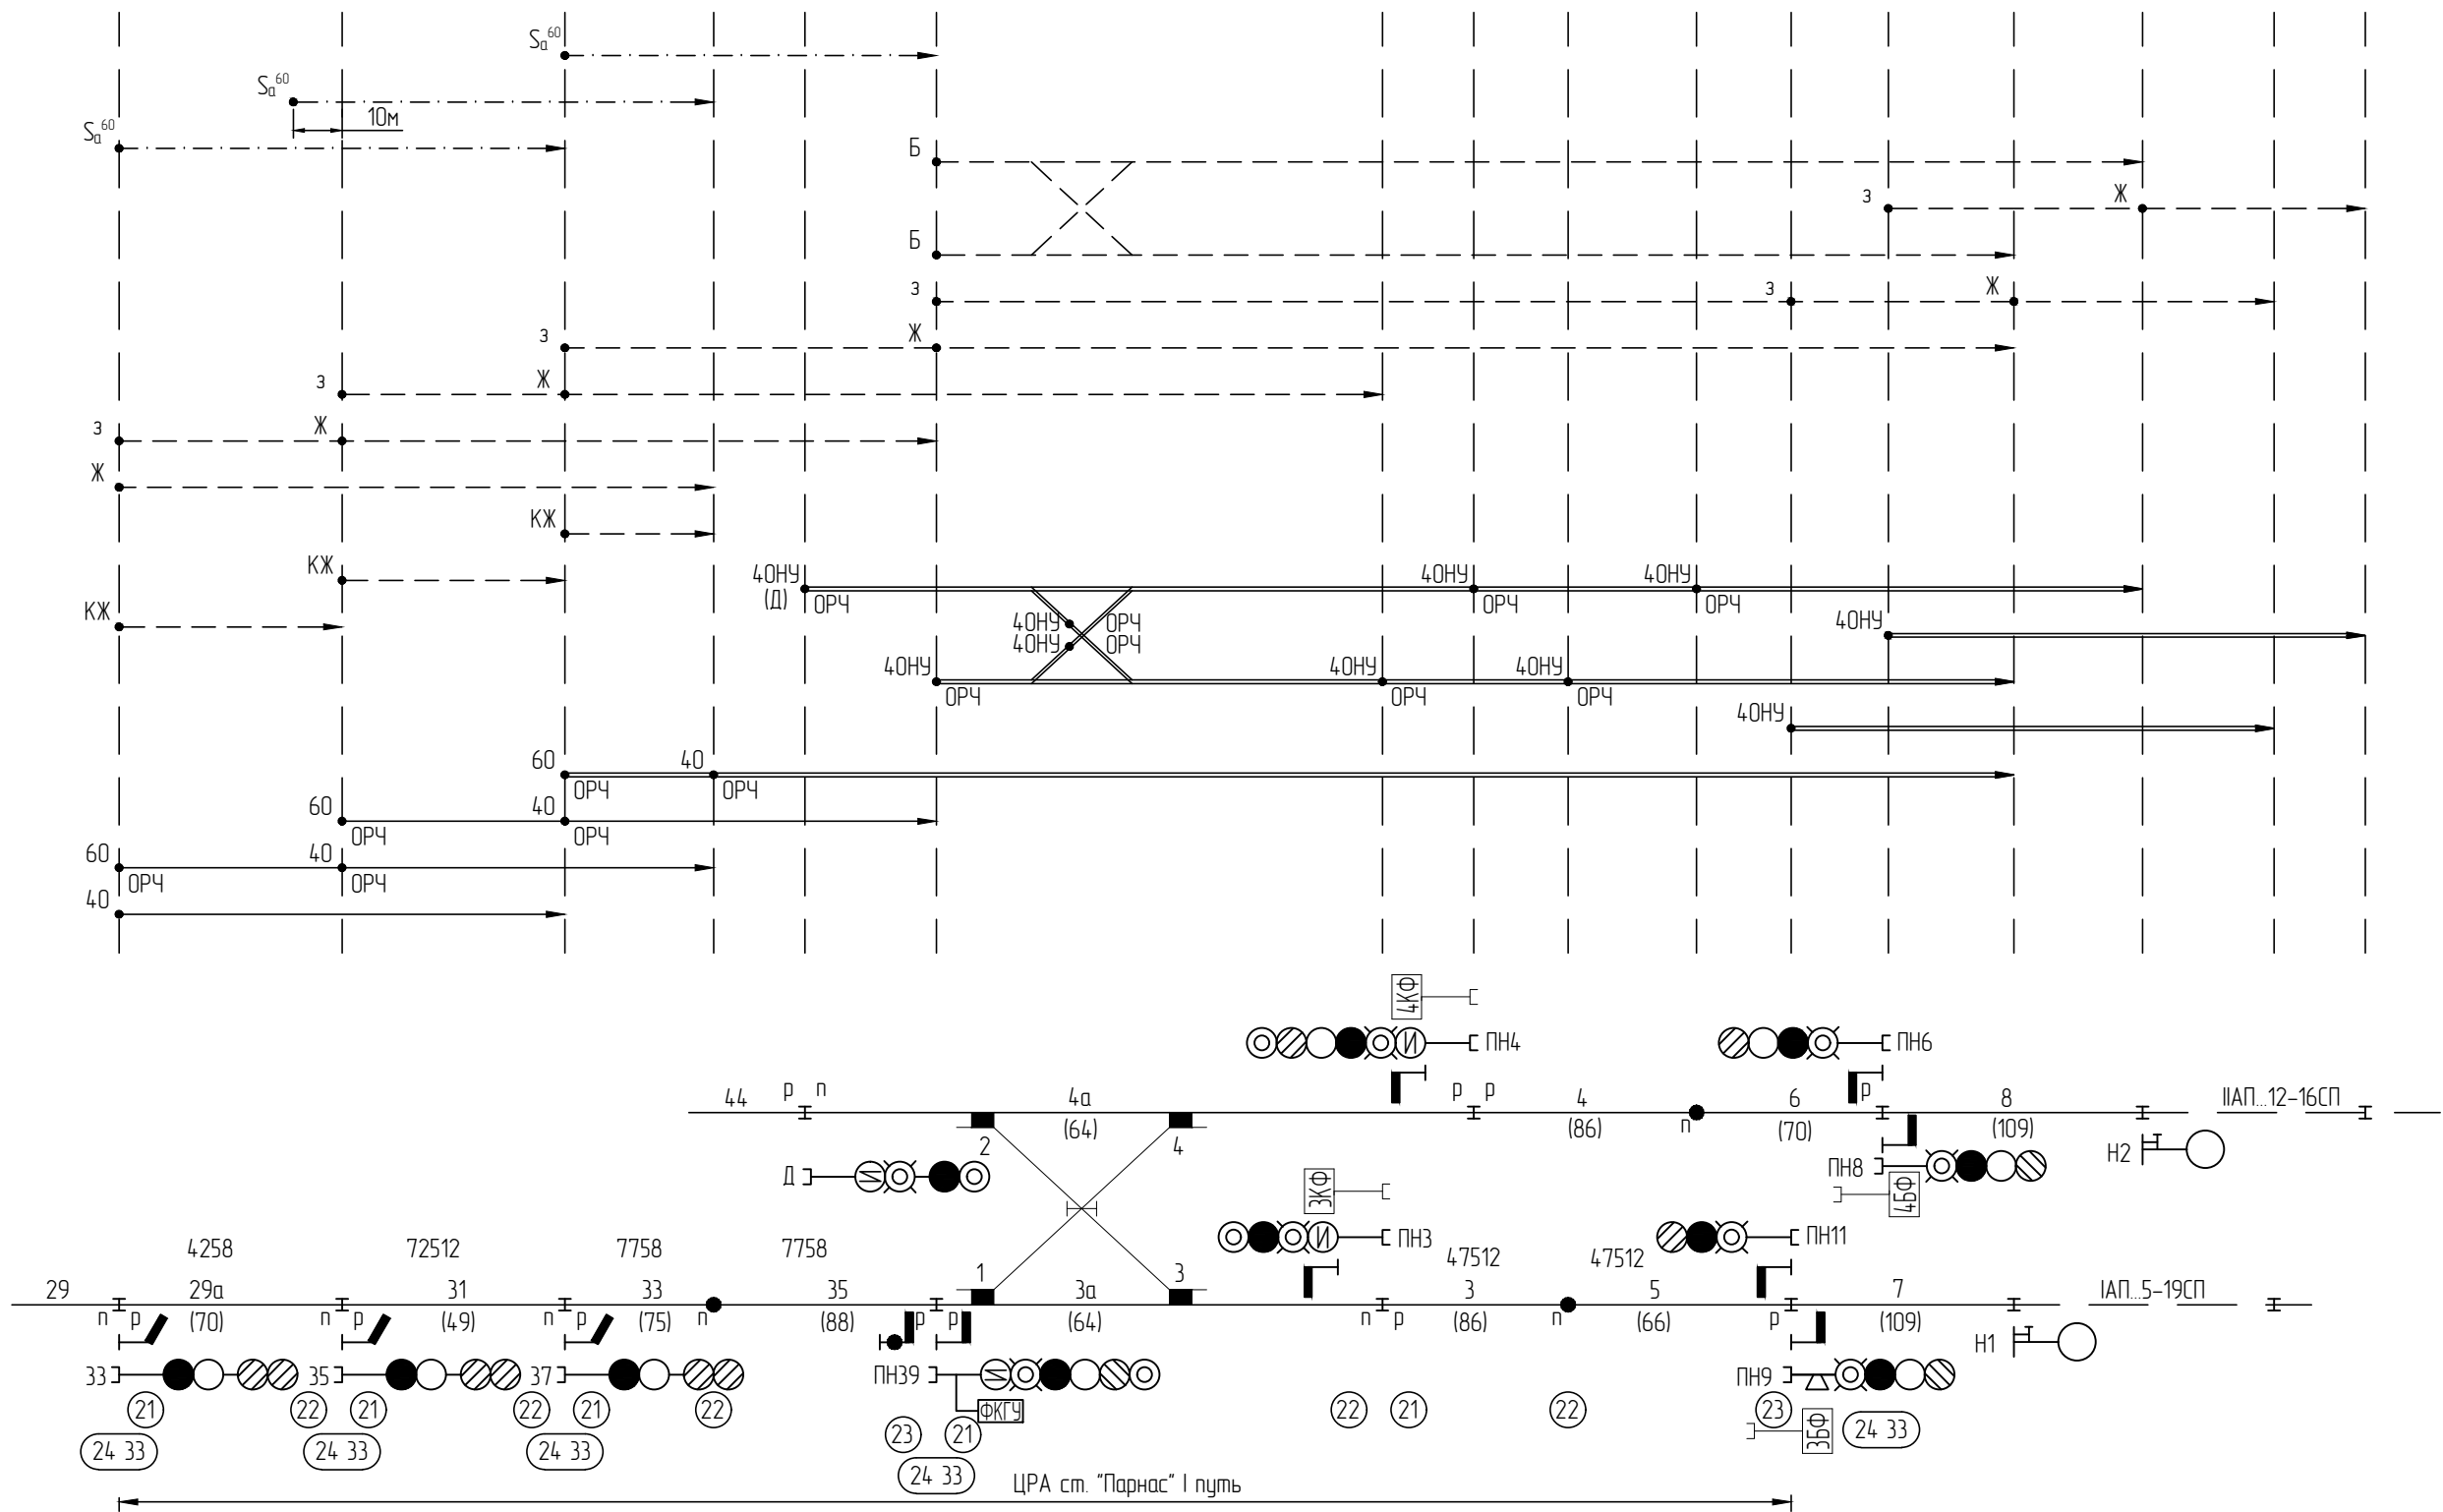 Sа60
Sа60
10м
Sа60
Б
з Ж
Б
з з Ж
з Ж
з Ж
з Ж
Ж
КЖ
КЖ
КЖ
40НУ 40НУ 40НУ
(Д) ОРЧ ОРЧ ОРЧ
40НУ ОРЧ 40НУ
40НУ ОРЧ
40НУ 40НУ 40НУ
ОРЧ ОРЧ ОРЧ
40НУ
60 40
ОРЧ ОРЧ
60 40
ОРЧ ОРЧ
60 40
ОРЧ ОРЧ
40
4КФ
И ПН4 ПН6
44 р п 4а р р 4 6 р 8 IIАП...12-16СП
(64) (86) п (70) (109)
2 4
Д И ПН8 Н2
3КФ 4БФ
И ПН3 ПН11
4258 72512 7758 7758 47512 47512
1 3
29 29а 31 33 35 3а 3 5 7 IАП...5-19СП
п р п р п р п р р п р п р
(70) (49) (75) (88) (64) (86) (66) (109)
Н1
33 35 37 ПН39 И ПН9
ФКГУ
21 22 21 22 21 22 22 21 22 23
23 21
3БФ
24 33 24 33 24 33 24 33 24 33
ЦРА ст. "Парнас" I путь